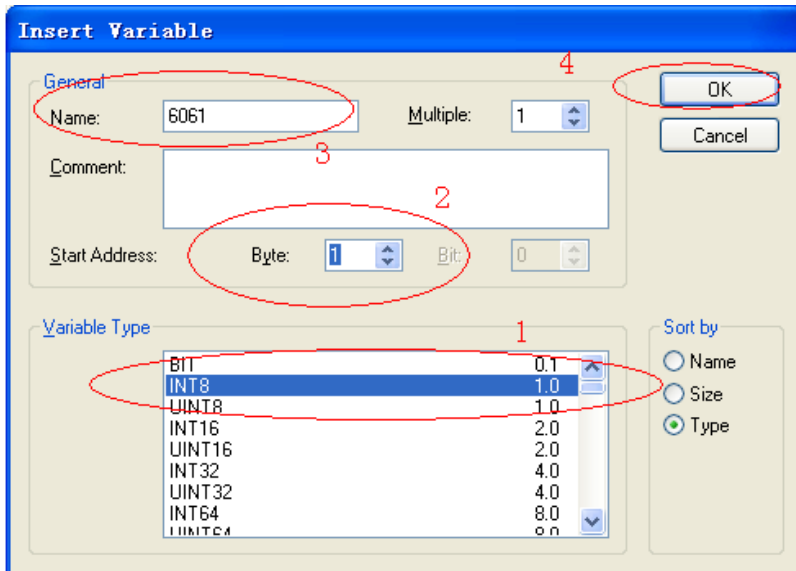 Insert Variable
4
General
OK
Name: 6061 Multiple: 1
Cancel
3
Comment:
2
Start Address: Byte: 1 Bit: 0
1
Variable Type Sort by
BIT 0.1
Name
INT8 1.0
UINT8 1.0
Size
INT16 2.0
Type
UINT16 2.0
INT32 4.0
UINT32 4.0
INT64 8.0